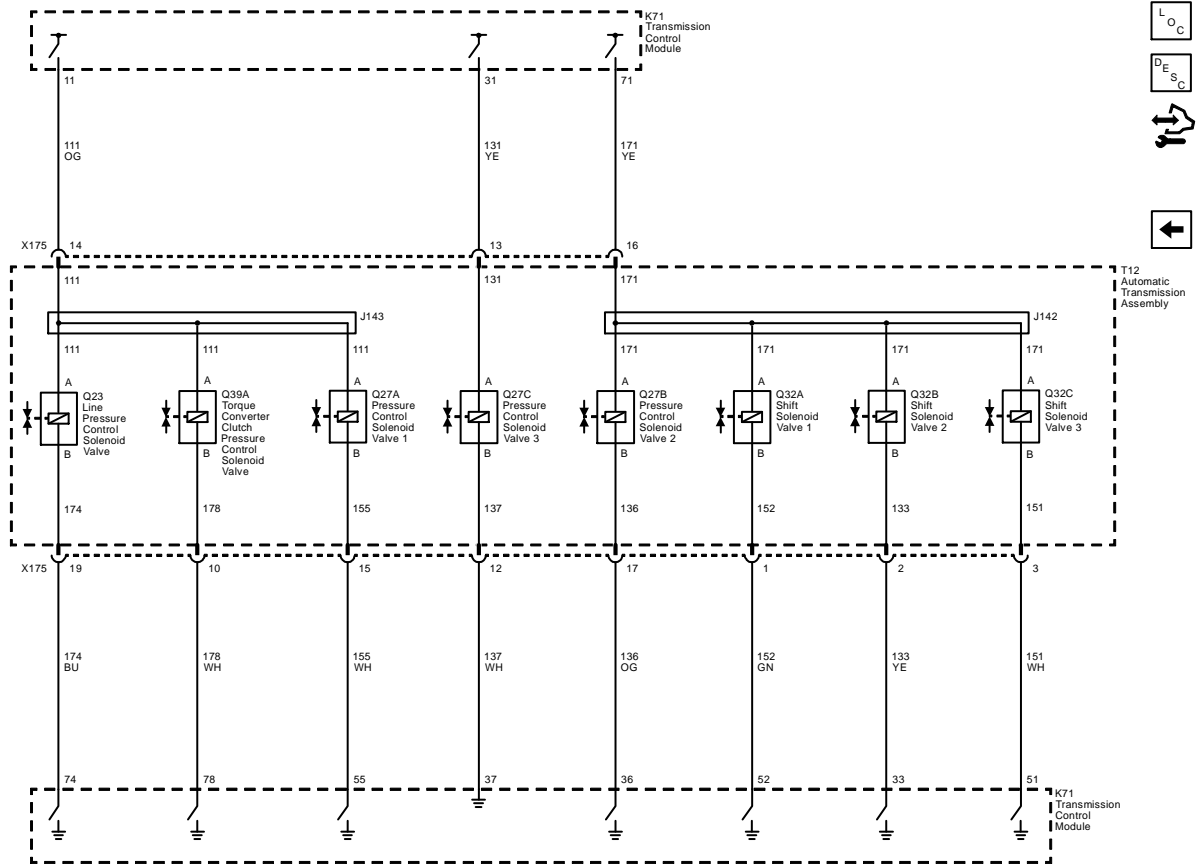 K71
Transmission
Control
Module
L
O
C
D
E
S
C
11
31
71
111
OG
131
YE
171
YE
X175
14
13
16
T12
Automatic
Transmission
Assembly
111
131
171
J143
J142
111
111
111
171
171
171
171
A
A
A
A
A
A
A
A
Q23
Line
Pressure
Control
Solenoid
Valve
Q39A
Torque
Converter
Clutch
Pressure
Control
Solenoid
Valve
Q27A
Pressure
Control
Solenoid
Valve 1
Q27C
Pressure
Control
Solenoid
Valve 3
Q27B
Pressure
Control
Solenoid
Valve 2
Q32A
Shift
Solenoid
Valve 1
Q32B
Shift
Solenoid
Valve 2
Q32C
Shift
Solenoid
Valve 3
B
B
B
B
B
B
B
B
174
178
155
137
136
152
133
151
X175
19
10
15
12
17
1
2
3
174
BU
178
WH
155
WH
137
WH
136
OG
152
GN
133
YE
151
WH
74
78
55
37
36
52
33
51
K71
Transmission
Control
Module